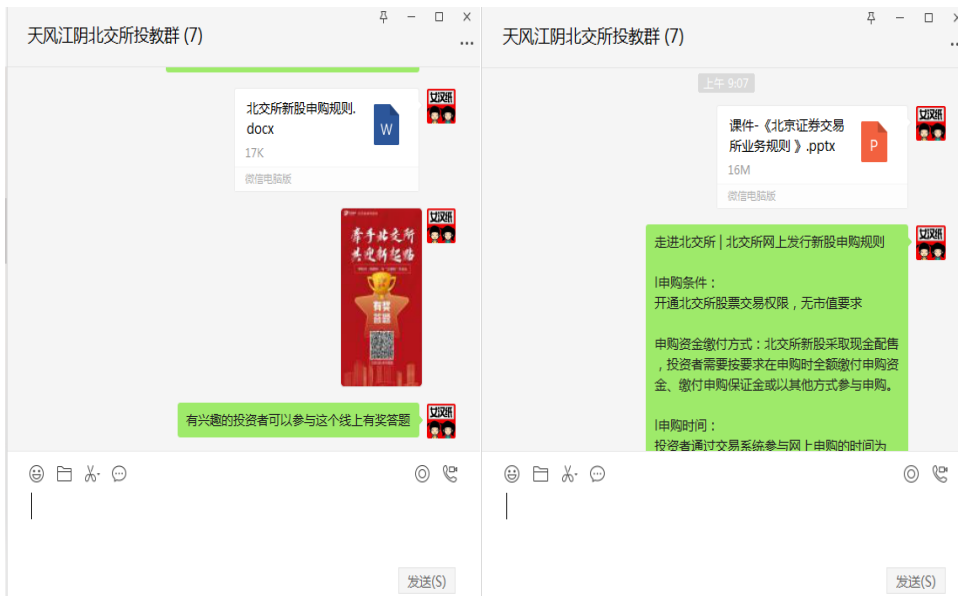 天风江阴北交所投教群 (7)
北交所新股申购规则.
docx
17K
微信电脑版
牵手北交所
共迎新起点
有奖
答题
有兴趣的投资者可以参与这个线上有奖答题
发送(S)
天风江阴北交所投教群 (7)
上午 9:07
课件-《北京证券交易
所业务规则 》.pptx
16M
微信电脑版
走进北交所 | 北交所网上发行新股申购规则
l申购条件：
开通北交所股票交易权限，无市值要求
申购资金缴付方式：北交所新股采取现金配售
，投资者需要按要求在申购时全额缴付申购资
金、缴付申购保证金或以其他方式参与申购。
l申购时间：
投资者通过交易系统参与网上申购的时间为
发送(S)